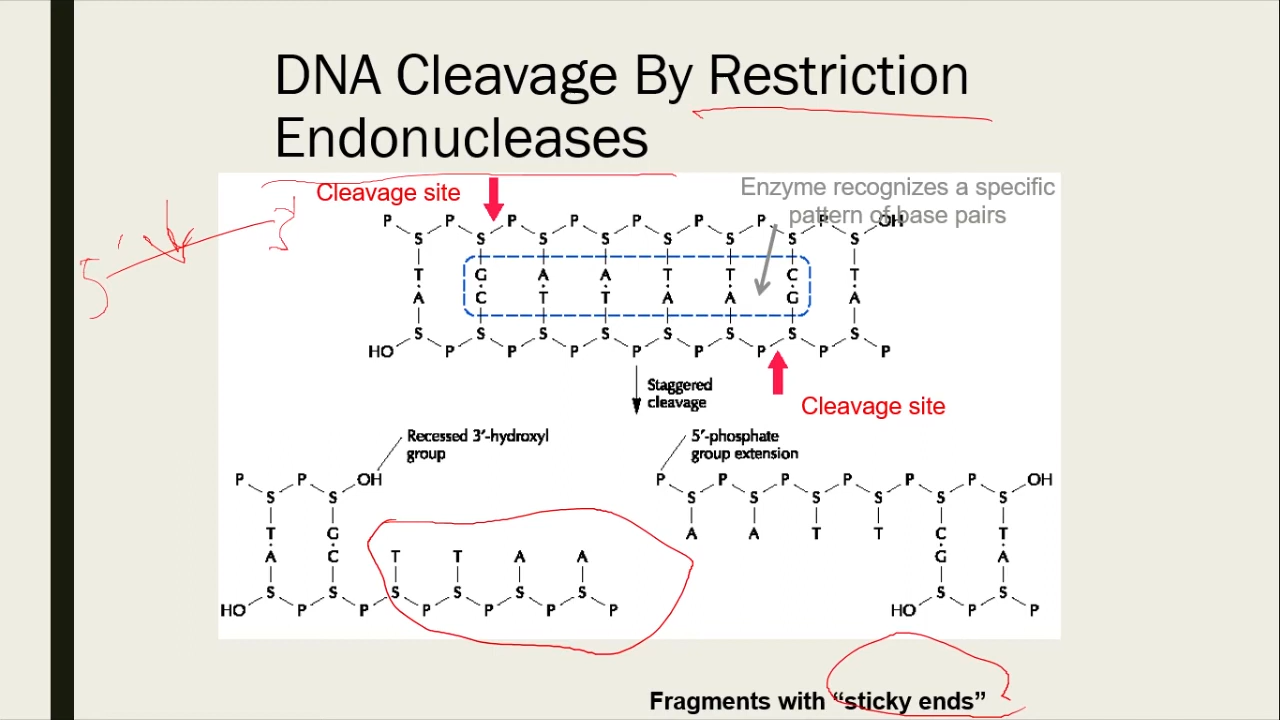 DNA Cleavage By Restriction
Endonucleases
Cleavage site
Enzyme recognizes a specific
pattern of base pairs
P P P P P P P P OH
S S S S S S S S
T G A A T T C T
A C T T A A G A
S S S S S S S S
HO P P P P P P P P
Staggered
cleavage
Cleavage site
5' 3'
Recessed 3′-hydroxyl
group
5′-phosphate
group extension
P P OH
S S
T G
A C T T A A
S S S S S S
HO P P P P P P
P P P P P P OH
S S S S S S
A A T T C T
G A
S S
HO P P
Fragments with “sticky ends”